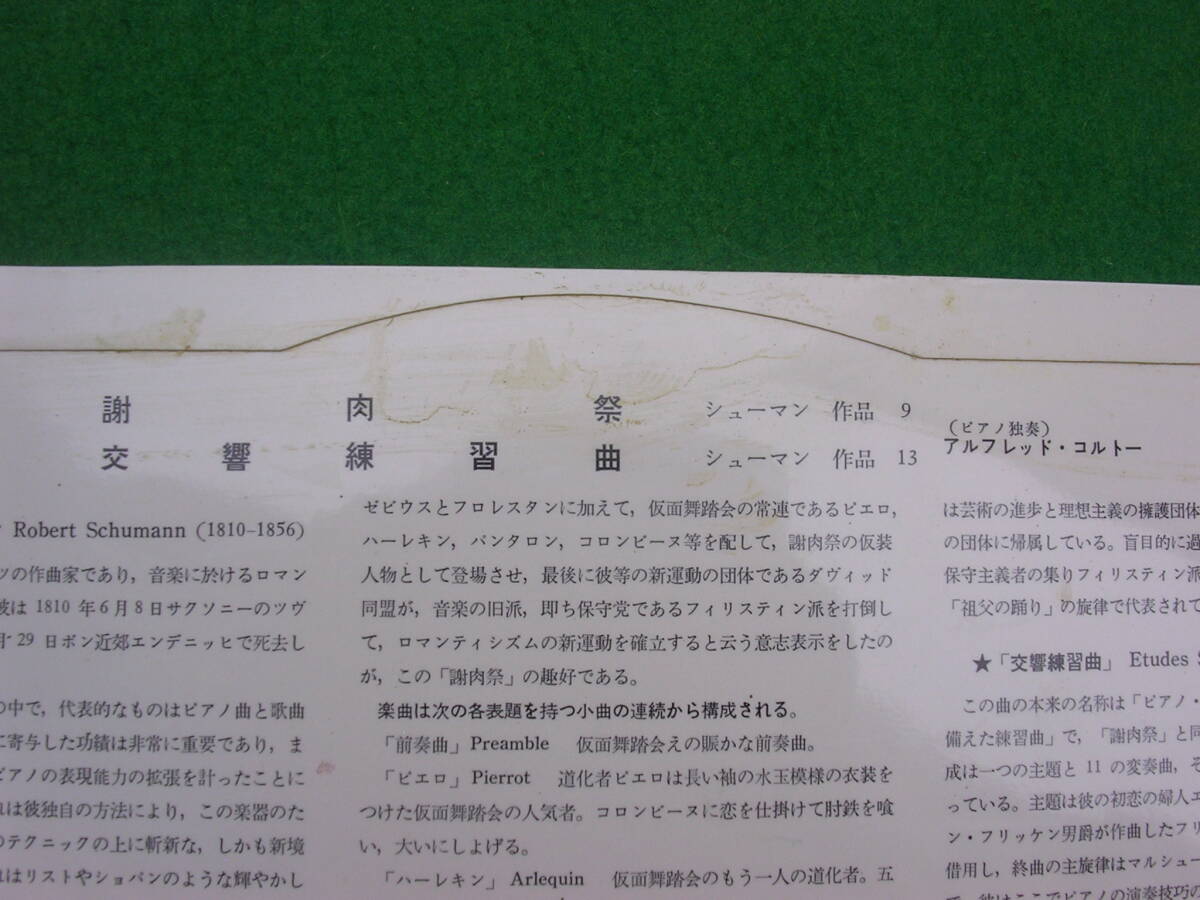 謝肉祭 シューマン 作品 9
交響練習曲 シューマン 作品 13
(ピアノ独奏)
アルフレッド・コルトー
Robert Schumann (1810–1856)
ツの作曲家であり，音楽に於けるロマン
彼は 1810 年6月8日サクソニーのツヴ
月29 日ボン近郊エンデニッヒで死去し
の中で，代表的なものはピアノ曲と歌曲
に寄与した功績は非常に重要であり，ま
ピアノの表現能力の拡張を計ったことに
れは彼独自の方法により，この楽器のた
のテクニックの上に斬新な，しかも新境
れはリストやショパンのような輝やかし
ゼビウスとフロレスタンに加えて，仮面舞踏会の常連であるピエロ，
ハーレキン，パンタロン，コロンビーヌ等を配して，謝肉祭の仮装
人物として登場させ，最後に彼等の新運動の団体であるダヴィッド
同盟が，音楽の旧派，即ち保守党であるフィリスティン派を打倒し
て，ロマンティシズムの新運動を確立すると云う意志表示をしたの
が，この「謝肉祭」の趣好である。
楽曲は次の各表題を持つ小曲の連続から構成される。
「前奏曲」Preamble 仮面舞踏会えの賑かな前奏曲。
「ピエロ」Pierrot 道化者ピエロは長い袖の水玉模様の衣装を
つけた仮面舞踏会の人気者。コロンビーヌに恋を仕掛けて肘鉄を喰
い，大いにしょげる。
「ハーレキン」Arlequin 仮面舞踏会のもう一人の道化者。五
は芸術の進歩と理想主義の擁護団体
の団体に帰属している。盲目的に過
保守主義者の集りフィリスティン派
「祖父の踊り」の旋律で代表されて
★「交響練習曲」Etudes S
この曲の本来の名称は「ピアノ・
備えた練習曲」で，「謝肉祭」と同
成は一つの主題と 11 の変奏曲，そ
っている。主題は彼の初恋の婦人エ
ン・フリッケン男爵が作曲したフリ
借用し，終曲の主旋律はマルシュー
て，彼はここでピアノの演奏技巧の